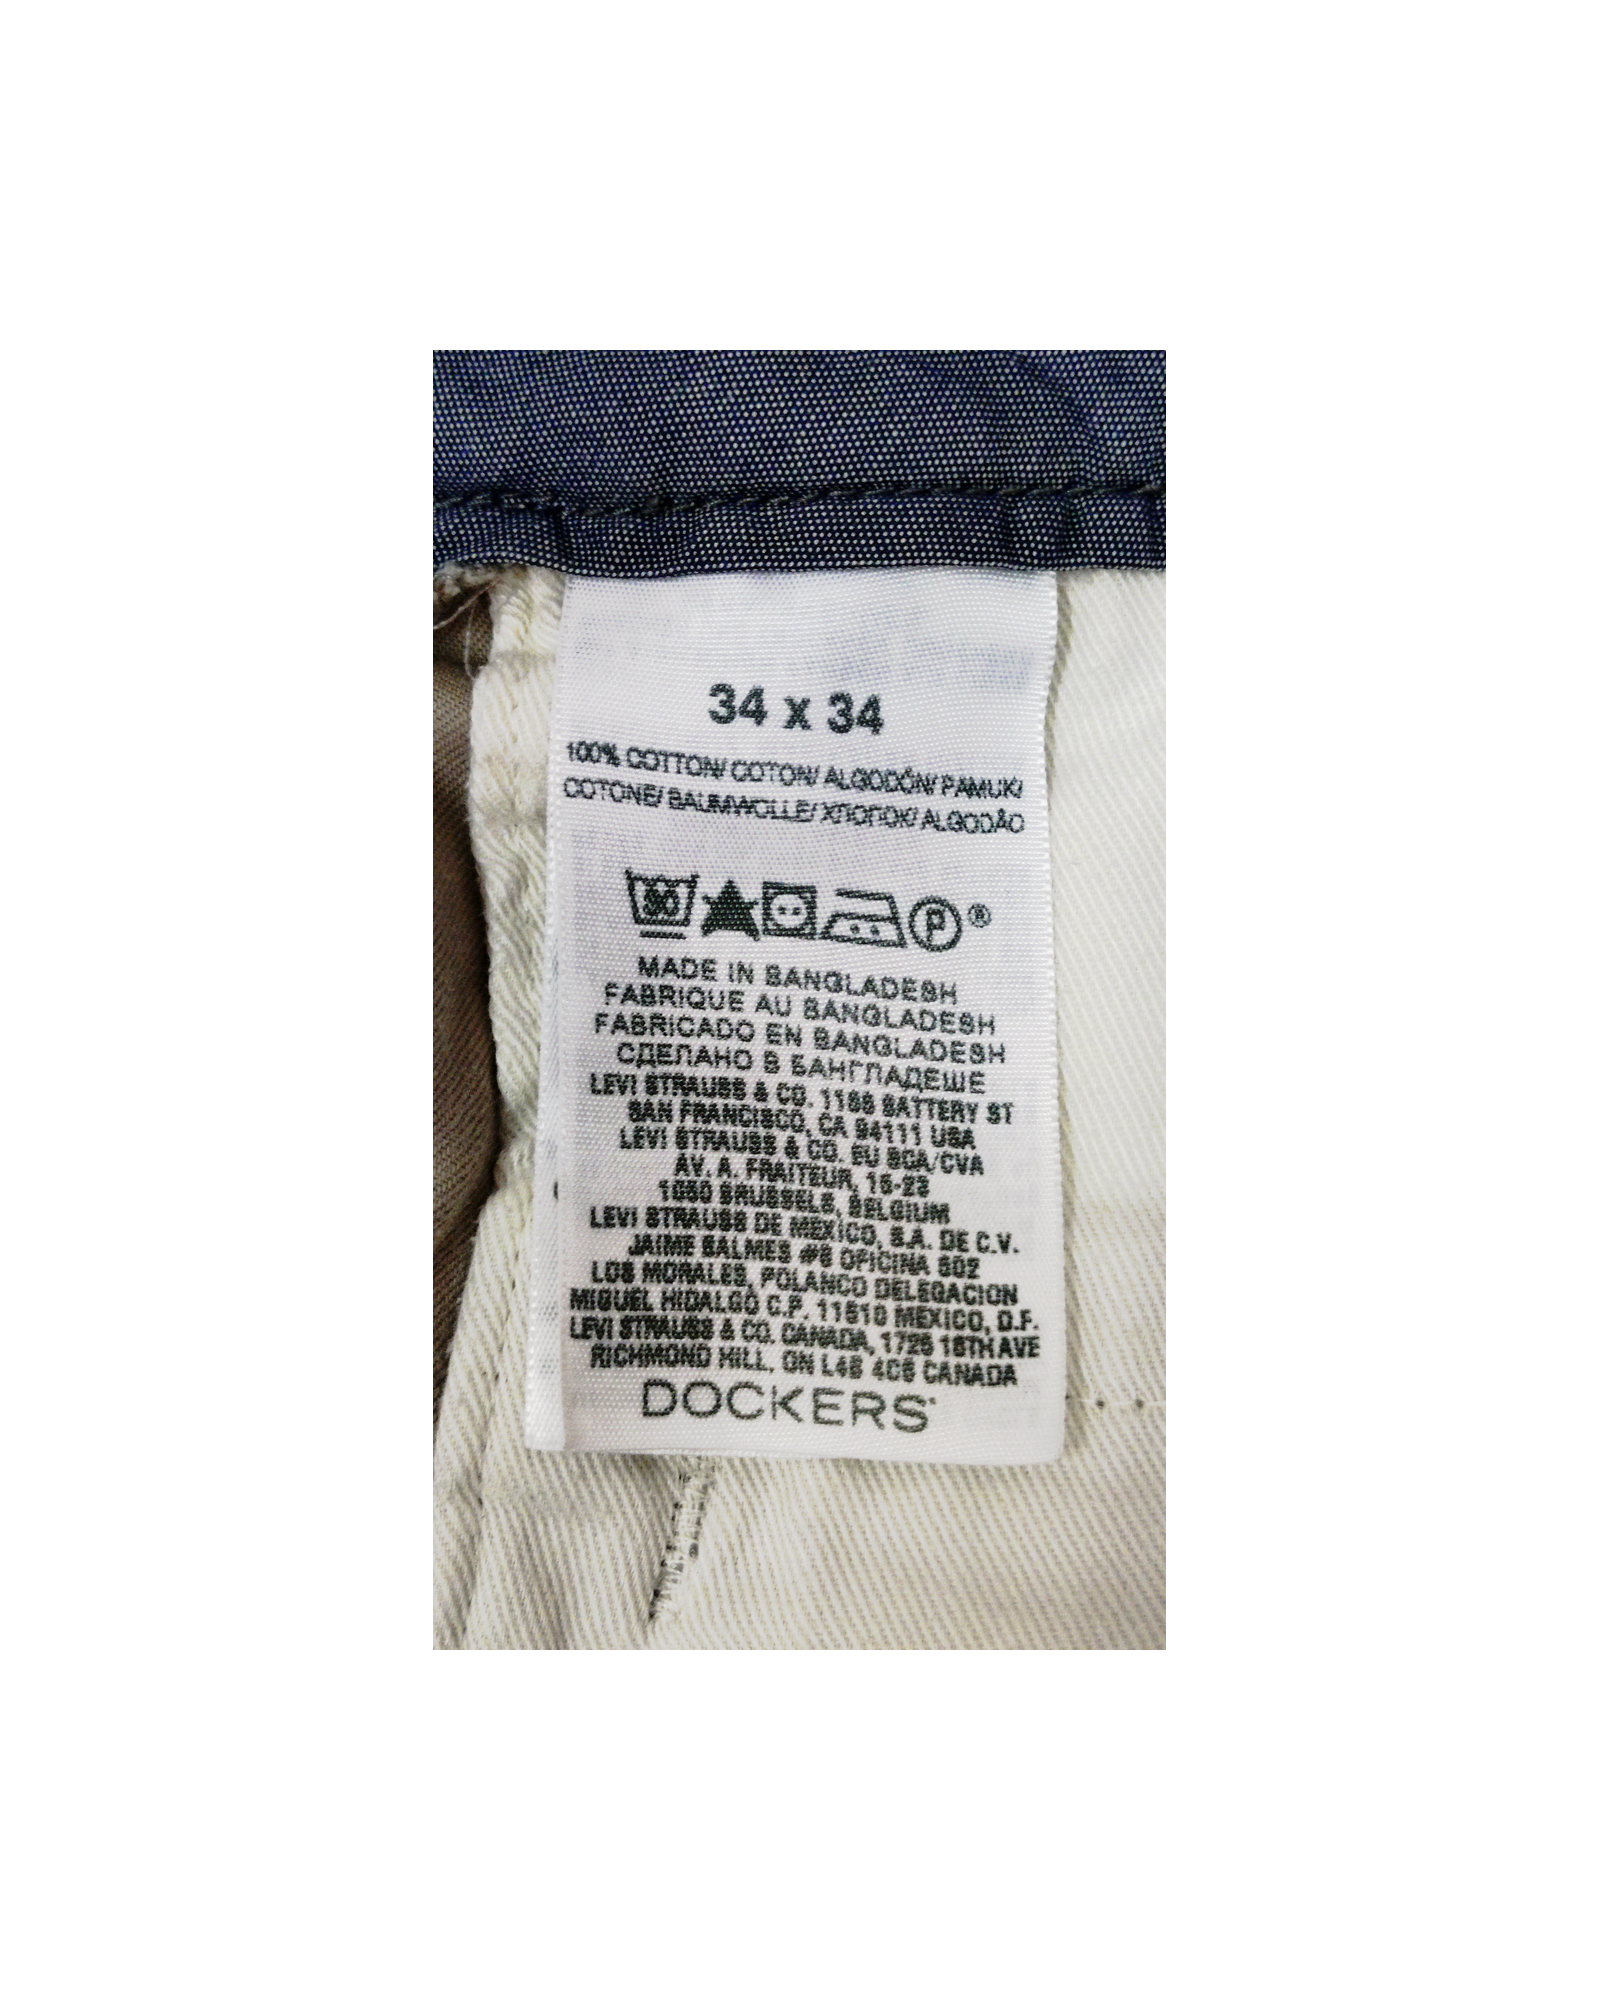 34 x 34
100% COTTON/ COTON/ ALGODÓN/ PAMUK/
COTONE/ BAUMWOLLE/ ХЛОПОК/ ALGODÃO
30 P ®
MADE IN BANGLADESH
FABRIQUE AU BANGLADESH
FABRICADO EN BANGLADESH
СДЕЛАНО В БАНГЛАДЕШЕ
LEVI STRAUSS & CO. 1155 BATTERY ST
SAN FRANCISCO, CA 94111 USA
LEVI STRAUSS & CO. EU SCA/CVA
AV. A. FRAITEUR, 15-23
1050 BRUSSELS, BELGIUM
LEVI STRAUSS DE MEXICO, S.A. DE C.V.
JAIME BALMES #8 OFICINA 602
LOS MORALES, POLANCO DELEGACION
MIGUEL HIDALGO C.P. 11510 MEXICO, D.F.
LEVI STRAUSS & CO. CANADA, 1725 16TH AVE
RICHMOND HILL, ON L4B 4C6 CANADA
DOCKERS